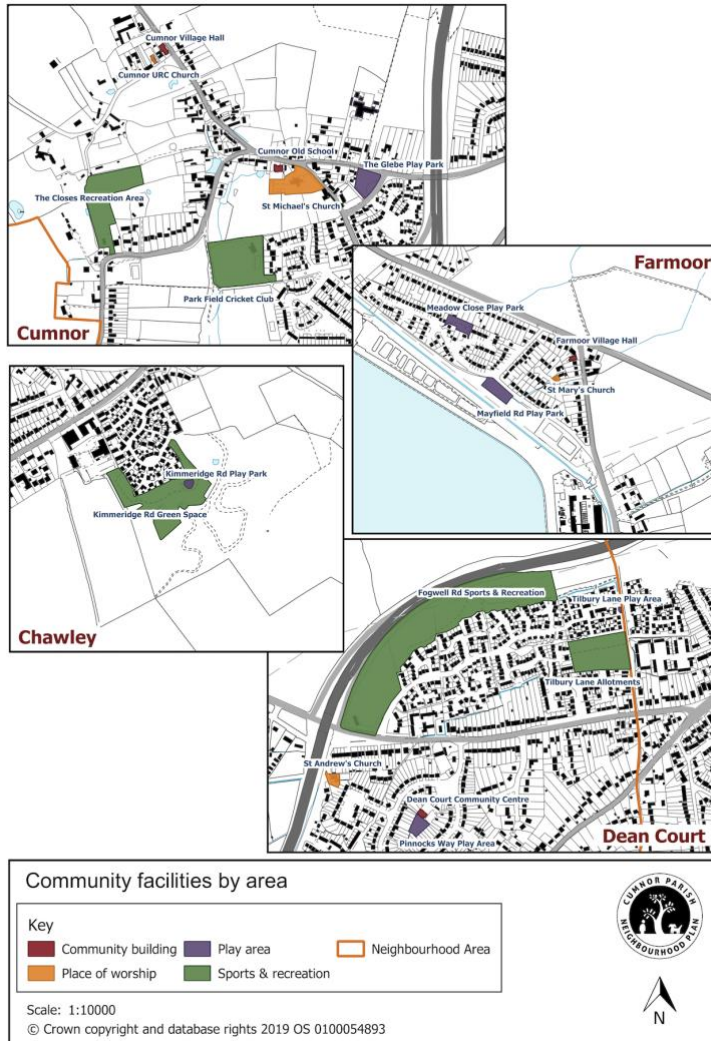 Cumnor Village Hall
Cumnor URC Church
Cumnor Old School
The Glebe Play Park
The Closes Recreation Area
St Michael's Church
Park Field Cricket Club
Cumnor
Farmoor
Meadow Close Play Park
Farmoor Village Hall
St Mary's Church
Mayfield Rd Play Park
Kimmeridge Rd Play Park
Kimmeridge Rd Green Space
Chawley
Fogwell Rd Sports & Recreation
Tilbury Lane Play Area
Tilbury Lane Allotments
St Andrew's Church
Dean Court Community Centre
Pinnocks Way Play Area
Dean Court
Community facilities by area
Key
Community building
Play area
Neighbourhood Area
Place of worship
Sports & recreation
Scale: 1:10000
© Crown copyright and database rights 2019 OS 0100054893
CUMNOR PARISH
NEIGHBOURHOOD PLAN
N